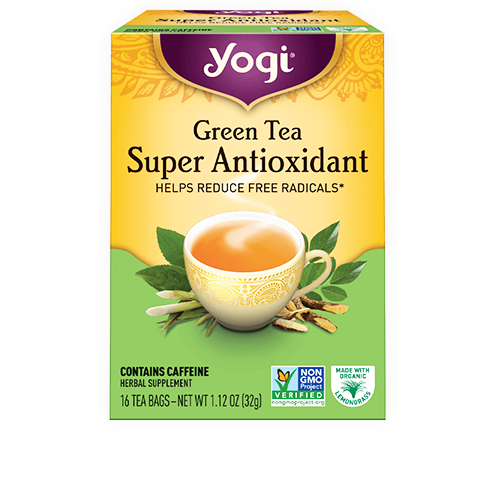 yogi®
Green Tea
Super Antioxidant
HELPS REDUCE FREE RADICALS*
CONTAINS CAFFEINE
HERBAL SUPPLEMENT
16 TEA BAGS–NET WT 1.12 OZ (32g)
NON
GMO
Project
VERIFIED
nongmoproject.org
MADE WITH
ORGANIC
LEMONGRASS